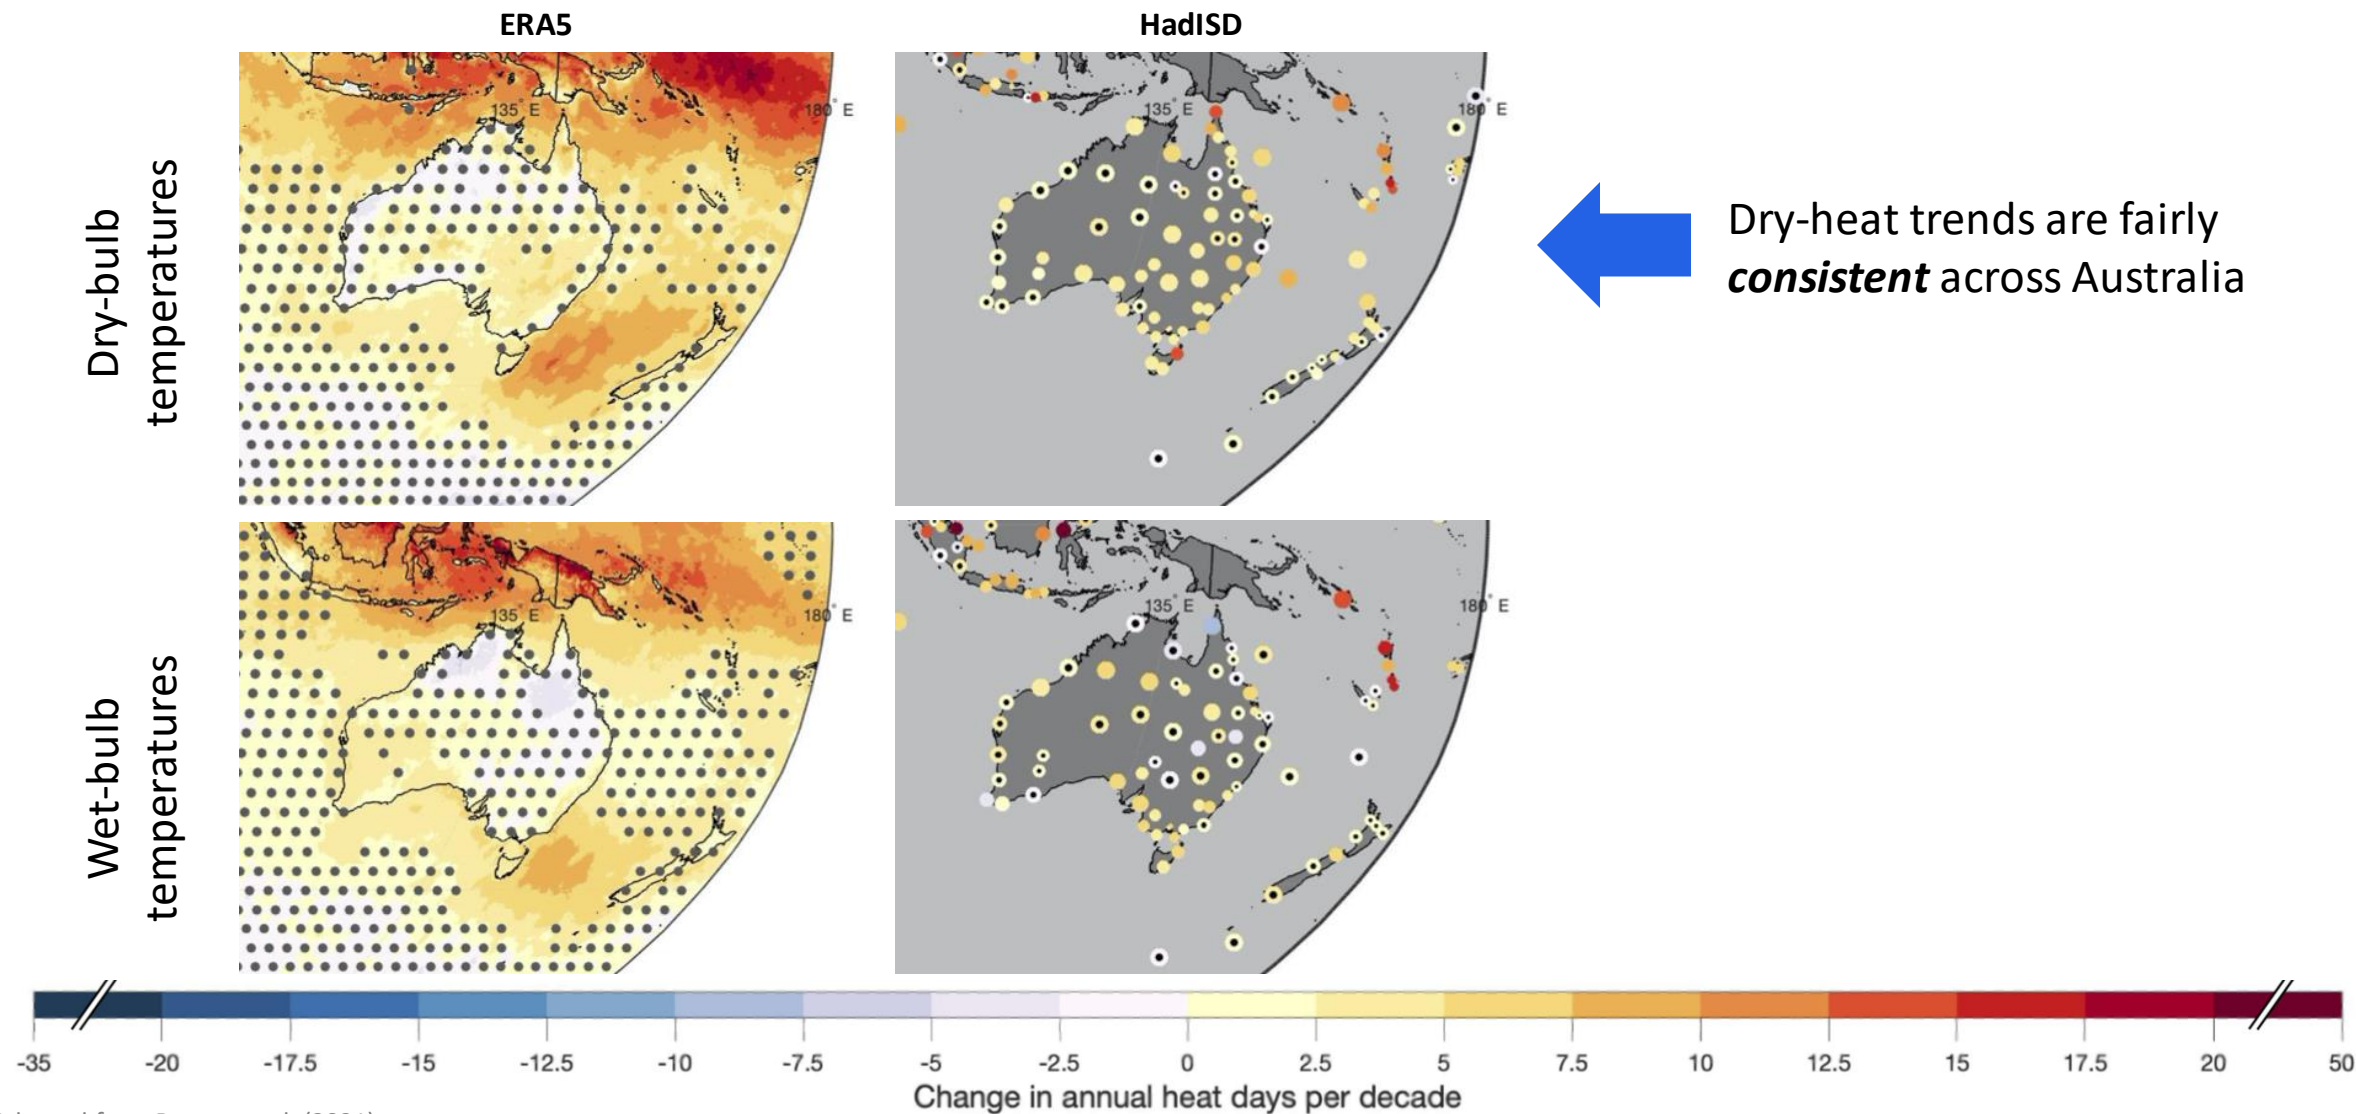 ERA5
HadISD
Dry-bulb
temperatures
135° E
180° E
135° E
180° E
Dry-heat trends are fairly
consistent across Australia
Wet-bulb
temperatures
135° E
180° E
135° E
180° E
-35 -20 -17.5 -15 -12.5 -10 -7.5 -5 -2.5 0 2.5 5 7.5 10 12.5 15 17.5 20 50
Change in annual heat days per decade